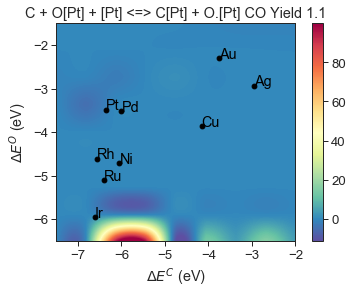 C + O[Pt] + [Pt] <=> C[Pt] + O.[Pt] CO Yield 1.1
−2
−3
−4
−5
−6
ΔE^O (eV)
Au
Ag
Pt
Pd
Cu
Rh
Ni
Ru
Ir
−7
−6
−5
−4
−3
−2
ΔE^C (eV)
80
60
40
20
0